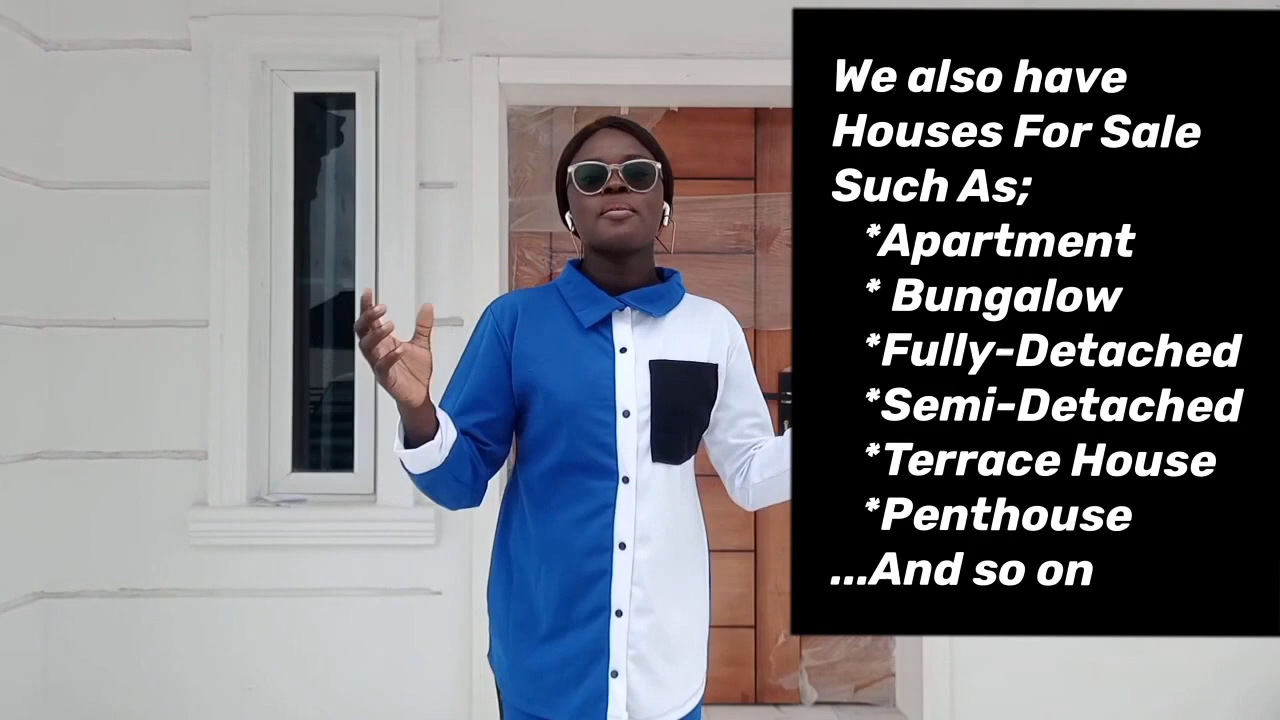 We also have
Houses For Sale
Such As;
*Apartment
* Bungalow
*Fully-Detached
*Semi-Detached
*Terrace House
*Penthouse
...And so on